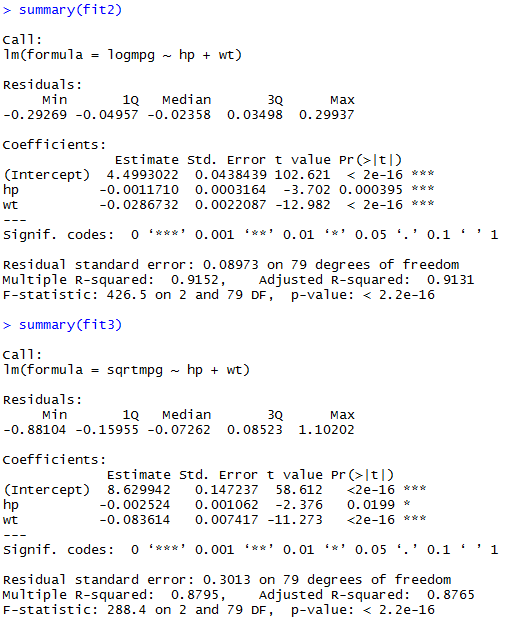 > summary(fit2)

Call:
lm(formula = logmpg ~ hp + wt)

Residuals:
     Min       1Q   Median       3Q      Max
-0.29269 -0.04957 -0.02358  0.03498  0.29937

Coefficients:
              Estimate Std. Error t value Pr(>|t|)
(Intercept)  4.4993022  0.0438439 102.621  < 2e-16 ***
hp          -0.0011710  0.0003164  -3.702 0.000395 ***
wt          -0.0286732  0.0022087 -12.982  < 2e-16 ***
---
Signif. codes:  0 ‘***’ 0.001 ‘**’ 0.01 ‘*’ 0.05 ‘.’ 0.1 ‘ ’ 1

Residual standard error: 0.08973 on 79 degrees of freedom
Multiple R-squared:  0.9152,    Adjusted R-squared:  0.9131
F-statistic: 426.5 on 2 and 79 DF,  p-value: < 2.2e-16

> summary(fit3)

Call:
lm(formula = sqrtmpg ~ hp + wt)

Residuals:
     Min       1Q   Median       3Q      Max
-0.88104 -0.15955 -0.07262  0.08523  1.10202

Coefficients:
             Estimate Std. Error t value Pr(>|t|)
(Intercept)  8.629942   0.147237  58.612   <2e-16 ***
hp          -0.002524   0.001062  -2.376   0.0199 *
wt          -0.083614   0.007417 -11.273   <2e-16 ***
---
Signif. codes:  0 ‘***’ 0.001 ‘**’ 0.01 ‘*’ 0.05 ‘.’ 0.1 ‘ ’ 1

Residual standard error: 0.3013 on 79 degrees of freedom
Multiple R-squared:  0.8795,    Adjusted R-squared:  0.8765
F-statistic: 288.4 on 2 and 79 DF,  p-value: < 2.2e-16